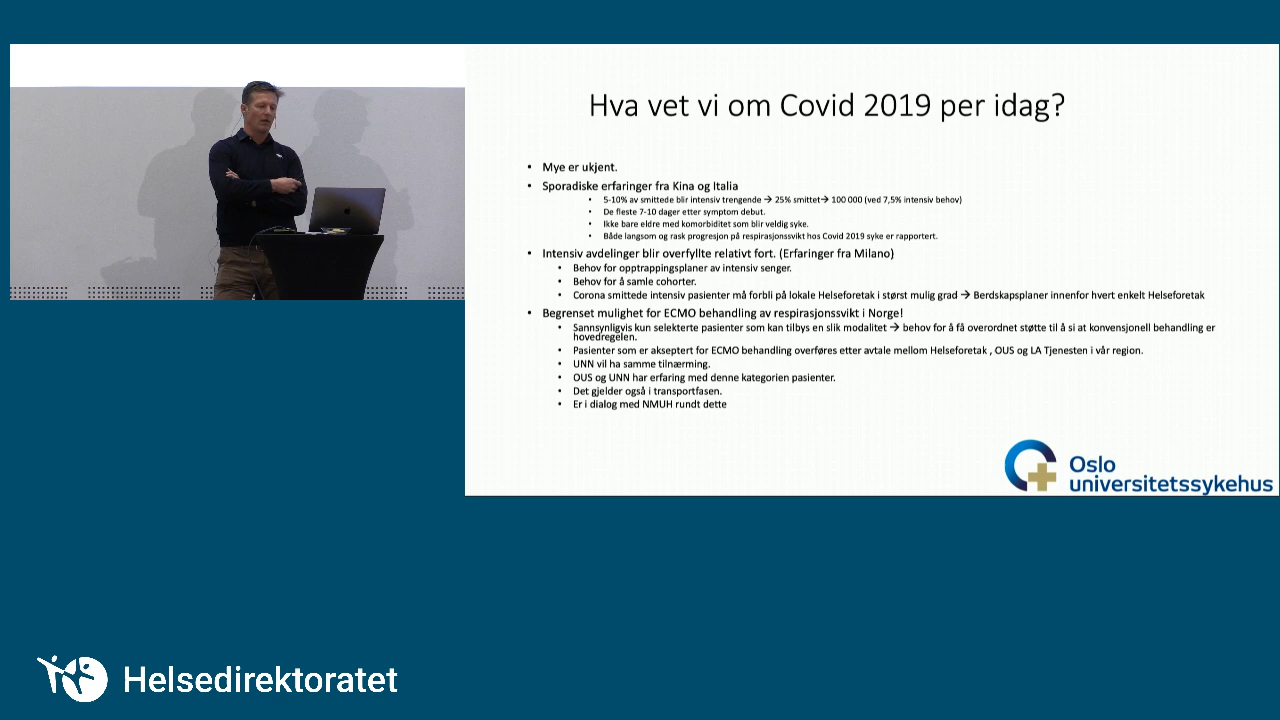 Hva vet vi om Covid 2019 per idag?
• Mye er ukjent.
• Sporadiske erfaringer fra Kina og Italia
• 5-10% av smittede blir intensiv trengende → 25% smittet→ 100 000 (ved 7,5% intensiv behov)
• De fleste 7-10 dager etter symptom debut.
• Ikke bare eldre med komorbiditet som blir veldig syke.
• Både langsom og rask progresjon på respirasjonssvikt hos Covid 2019 syke er rapportert.
• Intensiv avdelinger blir overfyllte relativt fort. (Erfaringer fra Milano)
• Behov for opptrappingsplaner av intensiv senger.
• Behov for å samle cohorter.
• Corona smittede intensiv pasienter må forbli på lokale Helseforetak i størst mulig grad → Berdskapsplaner innenfor hvert enkelt Helseforetak
• Begrenset mulighet for ECMO behandling av respirasjonssvikt i Norge!
• Sannsynligvis kun selekterte pasienter som kan tilbys en slik modalitet → behov for å få overordnet støtte til å si at konvensjonell behandling er
hovedregelen.
• Pasienter som er akseptert for ECMO behandling overføres etter avtale mellom Helseforetak , OUS og LA Tjenesten i vår region.
• UNN vil ha samme tilnærming.
• OUS og UNN har erfaring med denne kategorien pasienter.
• Det gjelder også i transportfasen.
• Er i dialog med NMUH rundt dette
Oslo
universitetssykehus
Helsedirektoratet